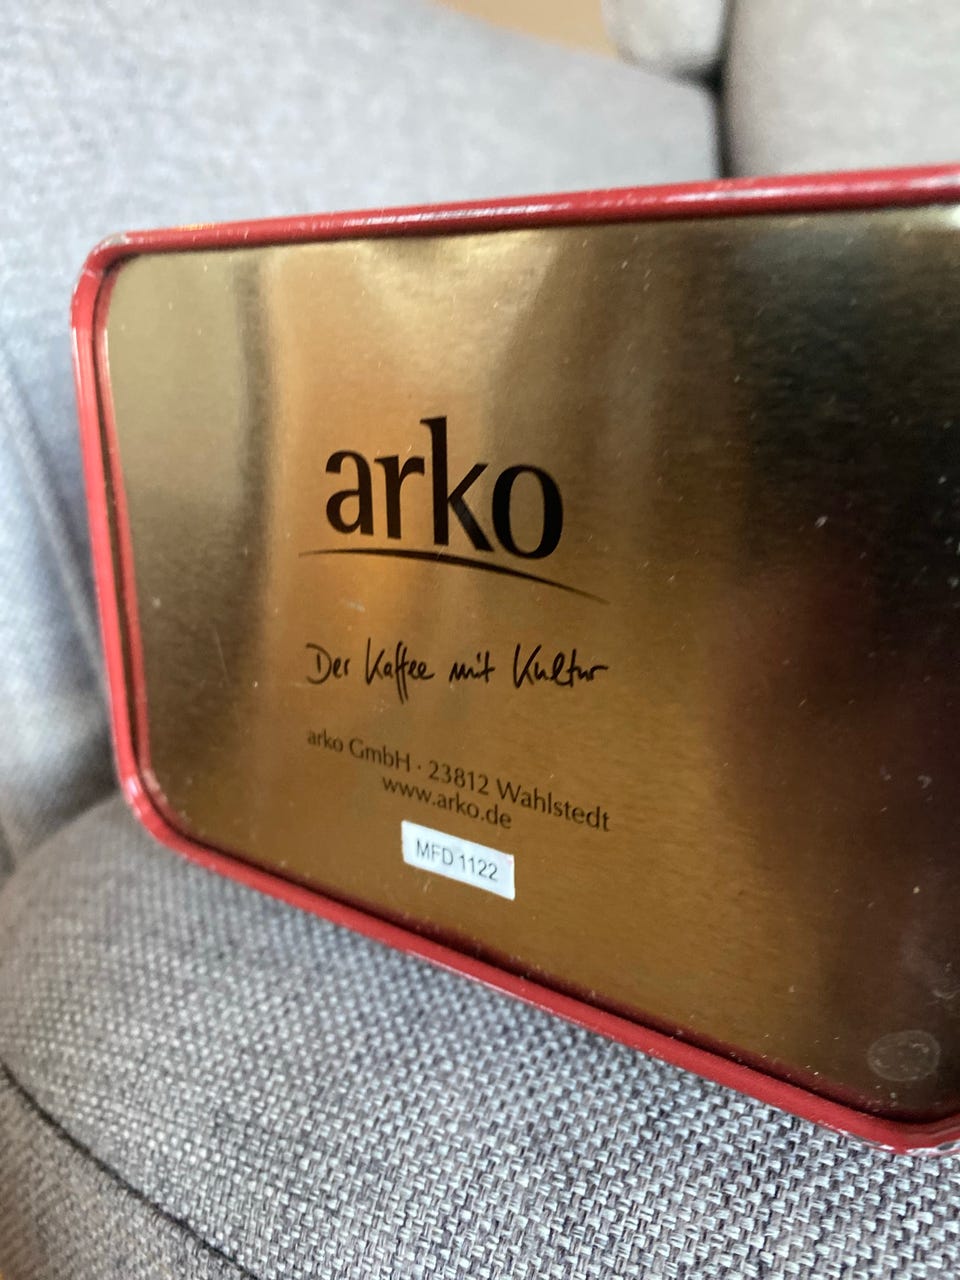 arko
Der Kaffee mit Kultur
arko GmbH · 23812 Wahlstedt
www.arko.de
MFD 1122